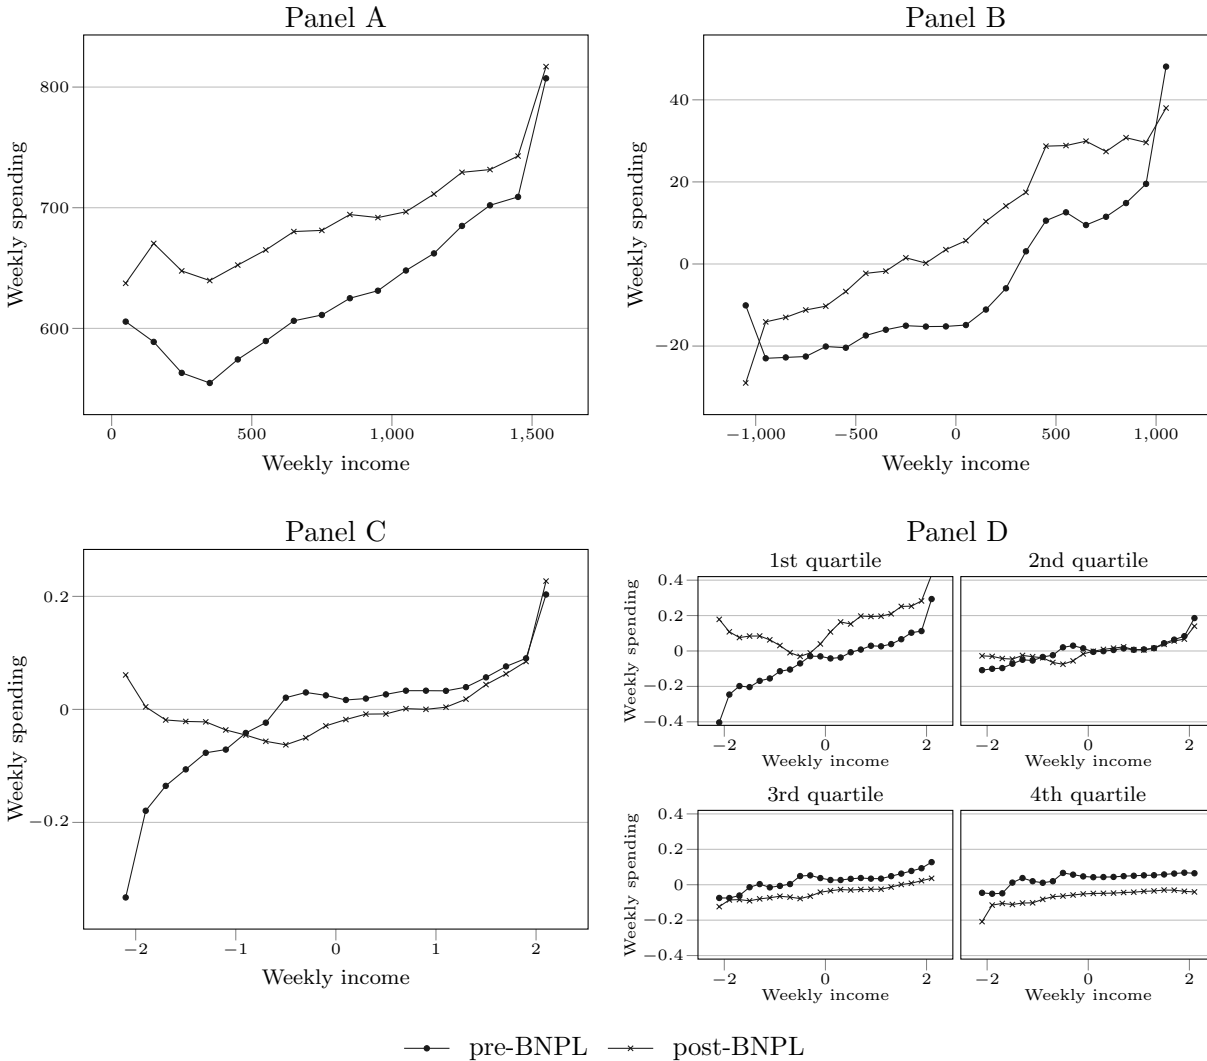 Panel A
800
700
600
Weekly spending
0 500 1,000 1,500
Weekly income
Panel B
40
20
0
−20
Weekly spending
−1,000 −500 0 500 1,000
Weekly income
Panel C
0.2
0
−0.2
Weekly spending
−2 −1 0 1 2
Weekly income
Panel D
1st quartile
0.4
0.2
0
−0.2
−0.4
Weekly spending
−2 0 2
Weekly income
2nd quartile
−2 0 2
Weekly income
3rd quartile
0.4
0.2
0
−0.2
−0.4
Weekly spending
−2 0 2
Weekly income
4th quartile
−2 0 2
Weekly income
pre-BNPL post-BNPL